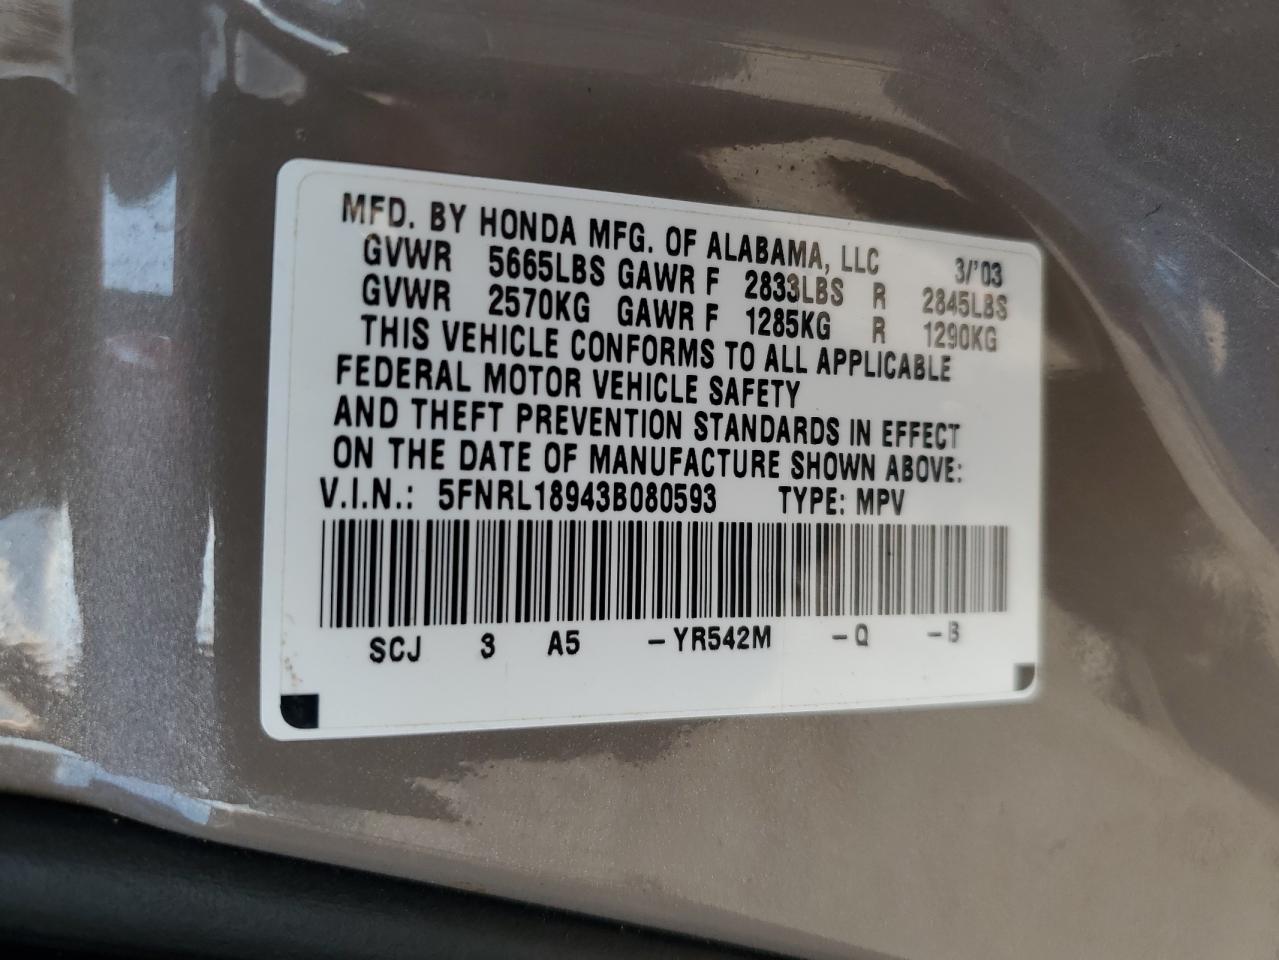 MFD. BY HONDA MFG. OF ALABAMA, LLC 3/'03
GVWR 5665LBS GAWR F 2833LBS R 2845LBS
GVWR 2570KG GAWR F 1285KG R 1290KG
THIS VEHICLE CONFORMS TO ALL APPLICABLE
FEDERAL MOTOR VEHICLE SAFETY
AND THEFT PREVENTION STANDARDS IN EFFECT
ON THE DATE OF MANUFACTURE SHOWN ABOVE:
V.I.N.: 5FNRL18943B080593 TYPE: MPV
SCJ 3 A5 -YR542M -Q -B